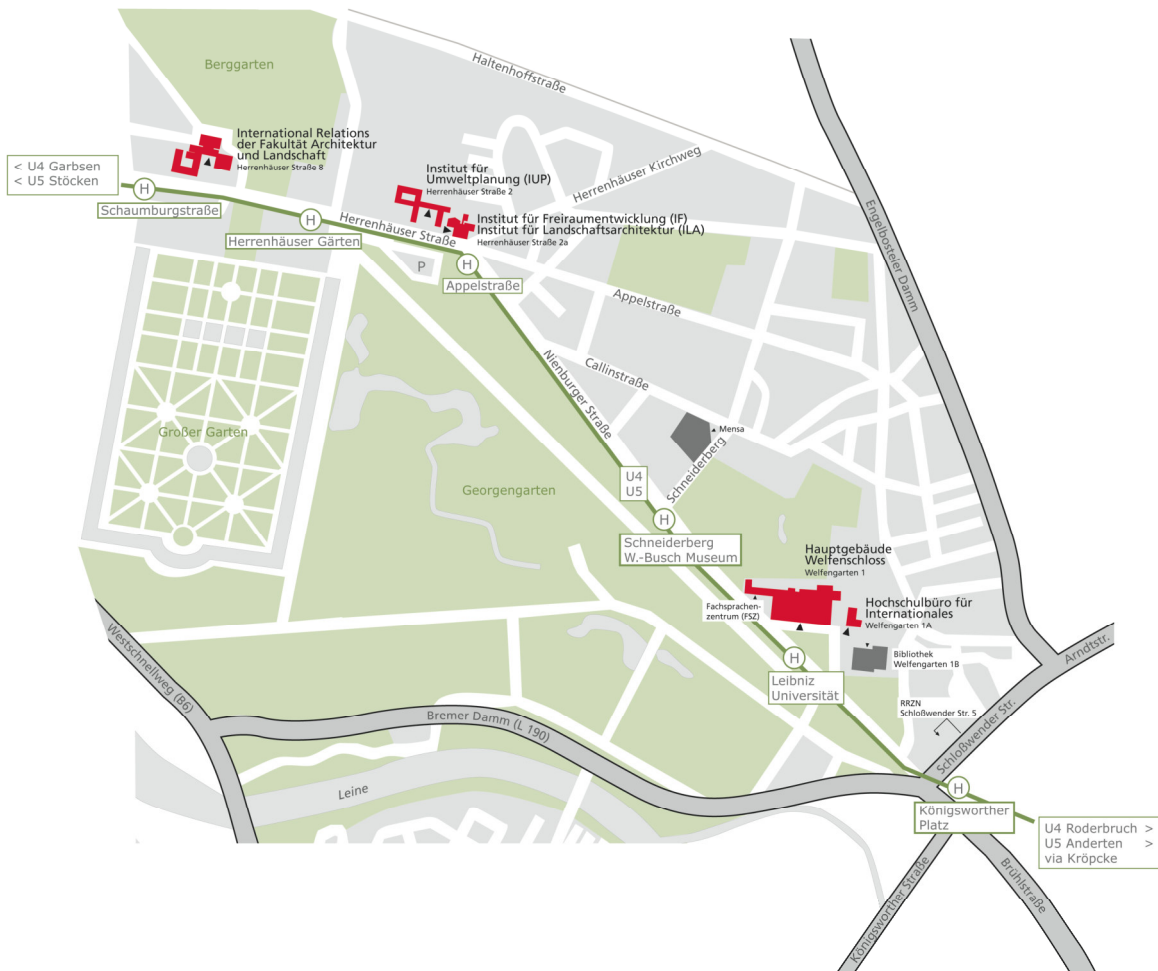 Berggarten
Haltenhoffstraße
International Relations
der Fakultät Architektur
und Landschaft
Herrenhäuser Straße 8
< U4 Garbsen
< U5 Stöcken
H
Schaumburgstraße
H
Herrenhäuser Gärten
Herrenhäuser Straße
Institut für
Umweltplanung (IUP)
Herrenhäuser Straße 2
Herrenhäuser Kirchweg
Institut für Freiraumentwicklung (IF)
Institut für Landschaftsarchitektur (ILA)
Herrenhäuser Straße 2a
Engelbosteler Damm
P
H
Appelstraße
Appelstraße
Nienburger Straße
Callinstraße
Mensa
Schneiderberg
Großer Garten
Georgengarten
U4
U5
H
Schneiderberg
W.-Busch Museum
Hauptgebäude
Welfenschloss
Welfengarten 1
Fachsprachen-
zentrum (FSZ)
Hochschulbüro für
Internationales
Welfengarten 1A
Bibliothek
Welfengarten 1B
H
Leibniz
Universität
Arndtstr.
RRZN
Schloßwender Str. 5
Schloßwender Str.
Westschnellweg (B6)
Bremer Damm (L 190)
Leine
H
Königsworther
Platz
U4 Roderbruch >
U5 Anderten >
via Kröpcke
Königsworther Straße
Brühlstraße